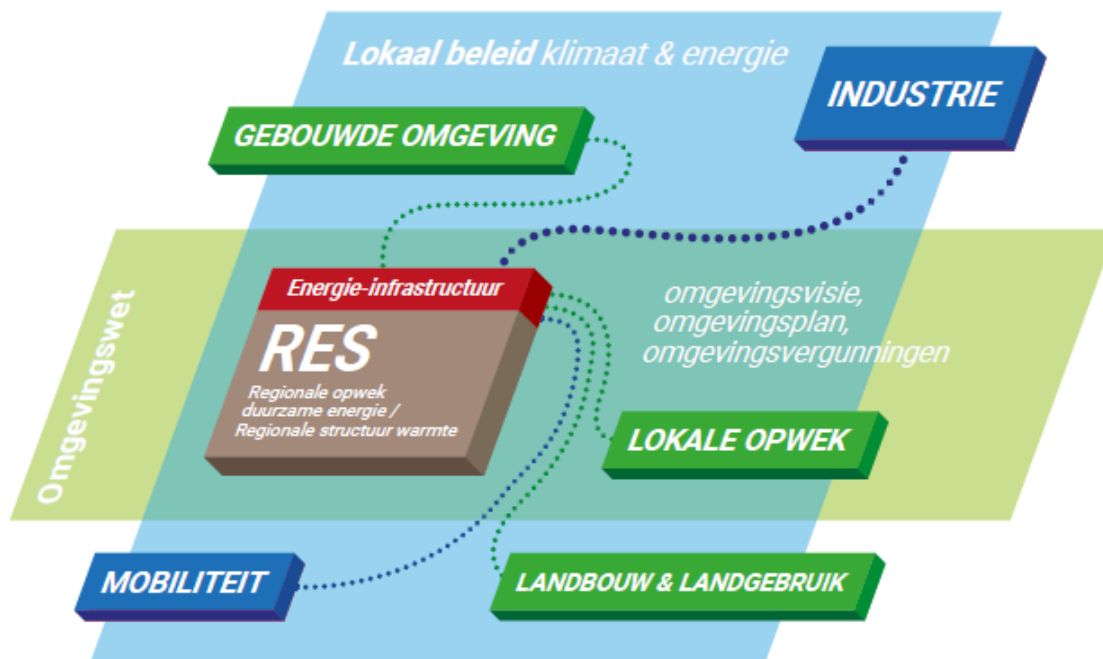 Lokaal beleid klimaat & energie
INDUSTRIE
GEBOUWDE OMGEVING
Omgevingswet
Energie-infrastructuur
RES
Regionale opwek
duurzame energie /
Regionale structuur warmte
omgevingsvisie,
omgevingsplan,
omgevingsvergunningen
LOKALE OPWEK
MOBILITEIT
LANDBOUW & LANDGEBRUIK